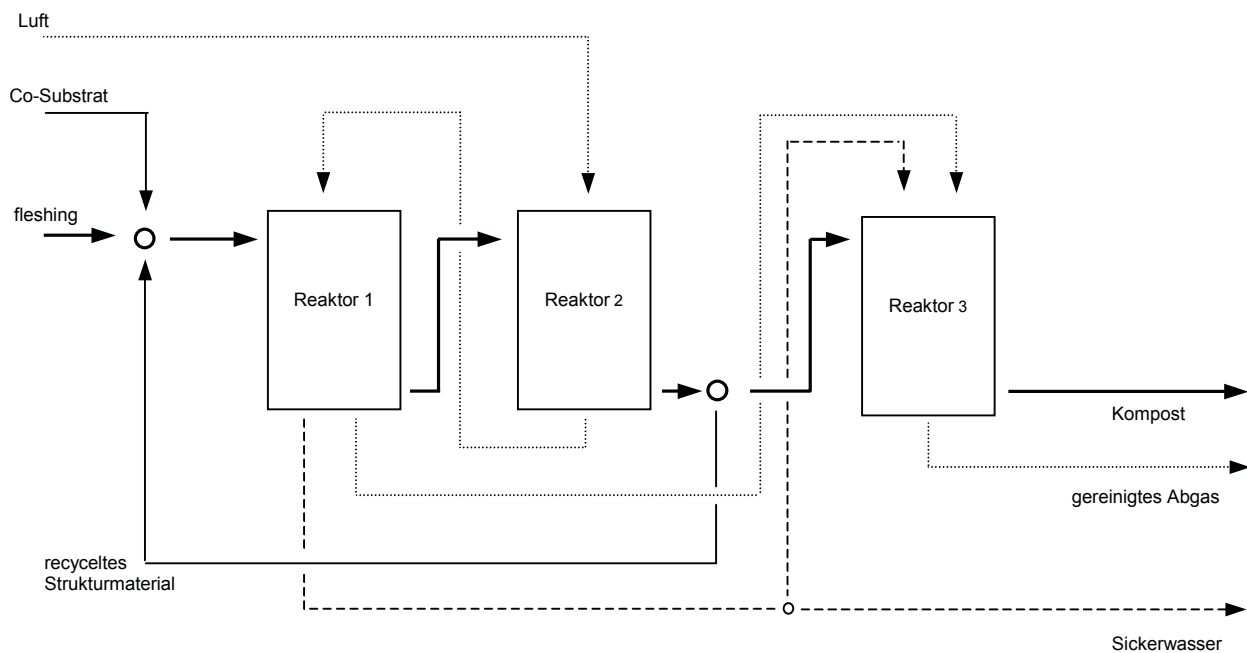 Luft
Co-Substrat
fleshing
Reaktor 1
Reaktor 2
Reaktor 3
Kompost
gereinigtes Abgas
recyceltes
Strukturmaterial
Sickerwasser